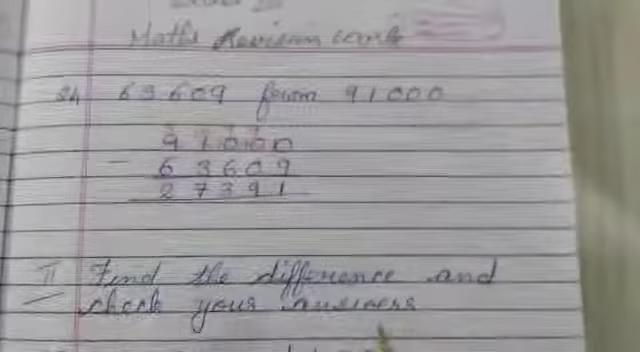 Maths Revision work
24 63609 from 91000
91000
- 63609
27391
II Find the difference and
check your answers